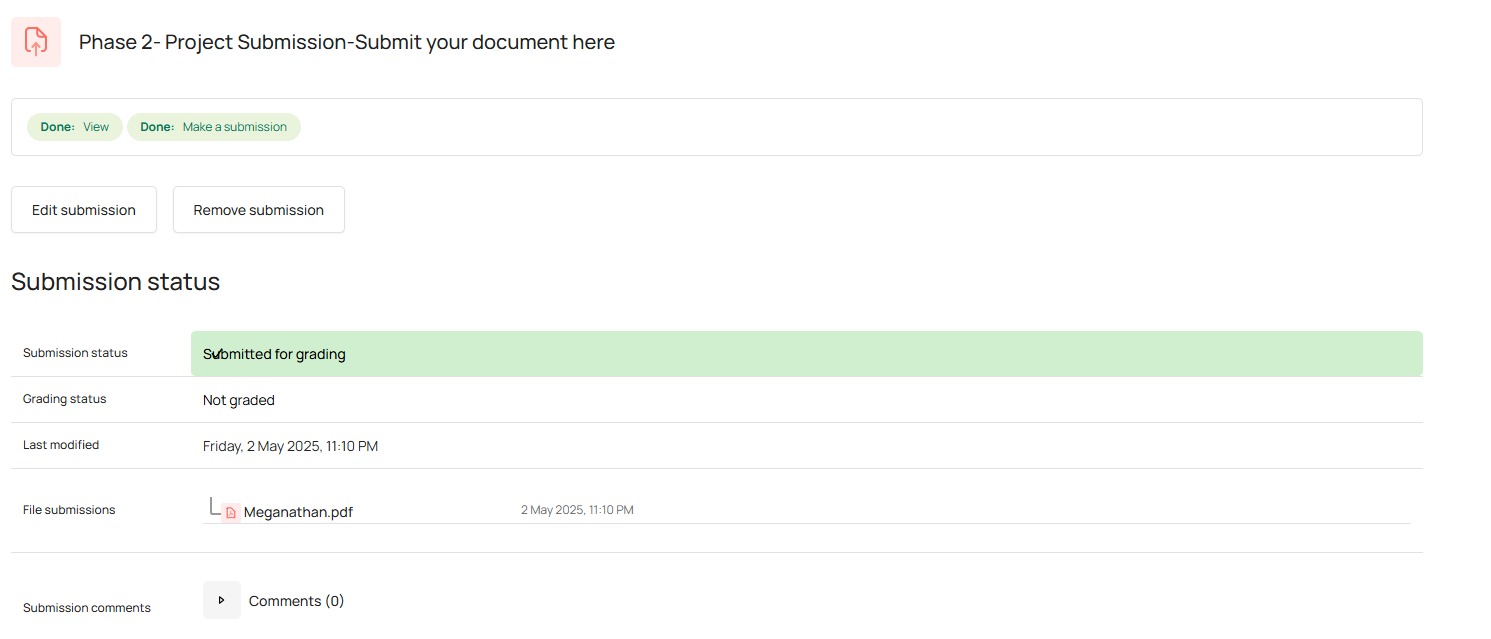 Phase 2- Project Submission-Submit your document here
Done: View Done: Make a submission
Edit submission Remove submission
Submission status
Submission status Submitted for grading
Grading status Not graded
Last modified Friday, 2 May 2025, 11:10 PM
File submissions Meganathan.pdf 2 May 2025, 11:10 PM
Submission comments Comments (0)